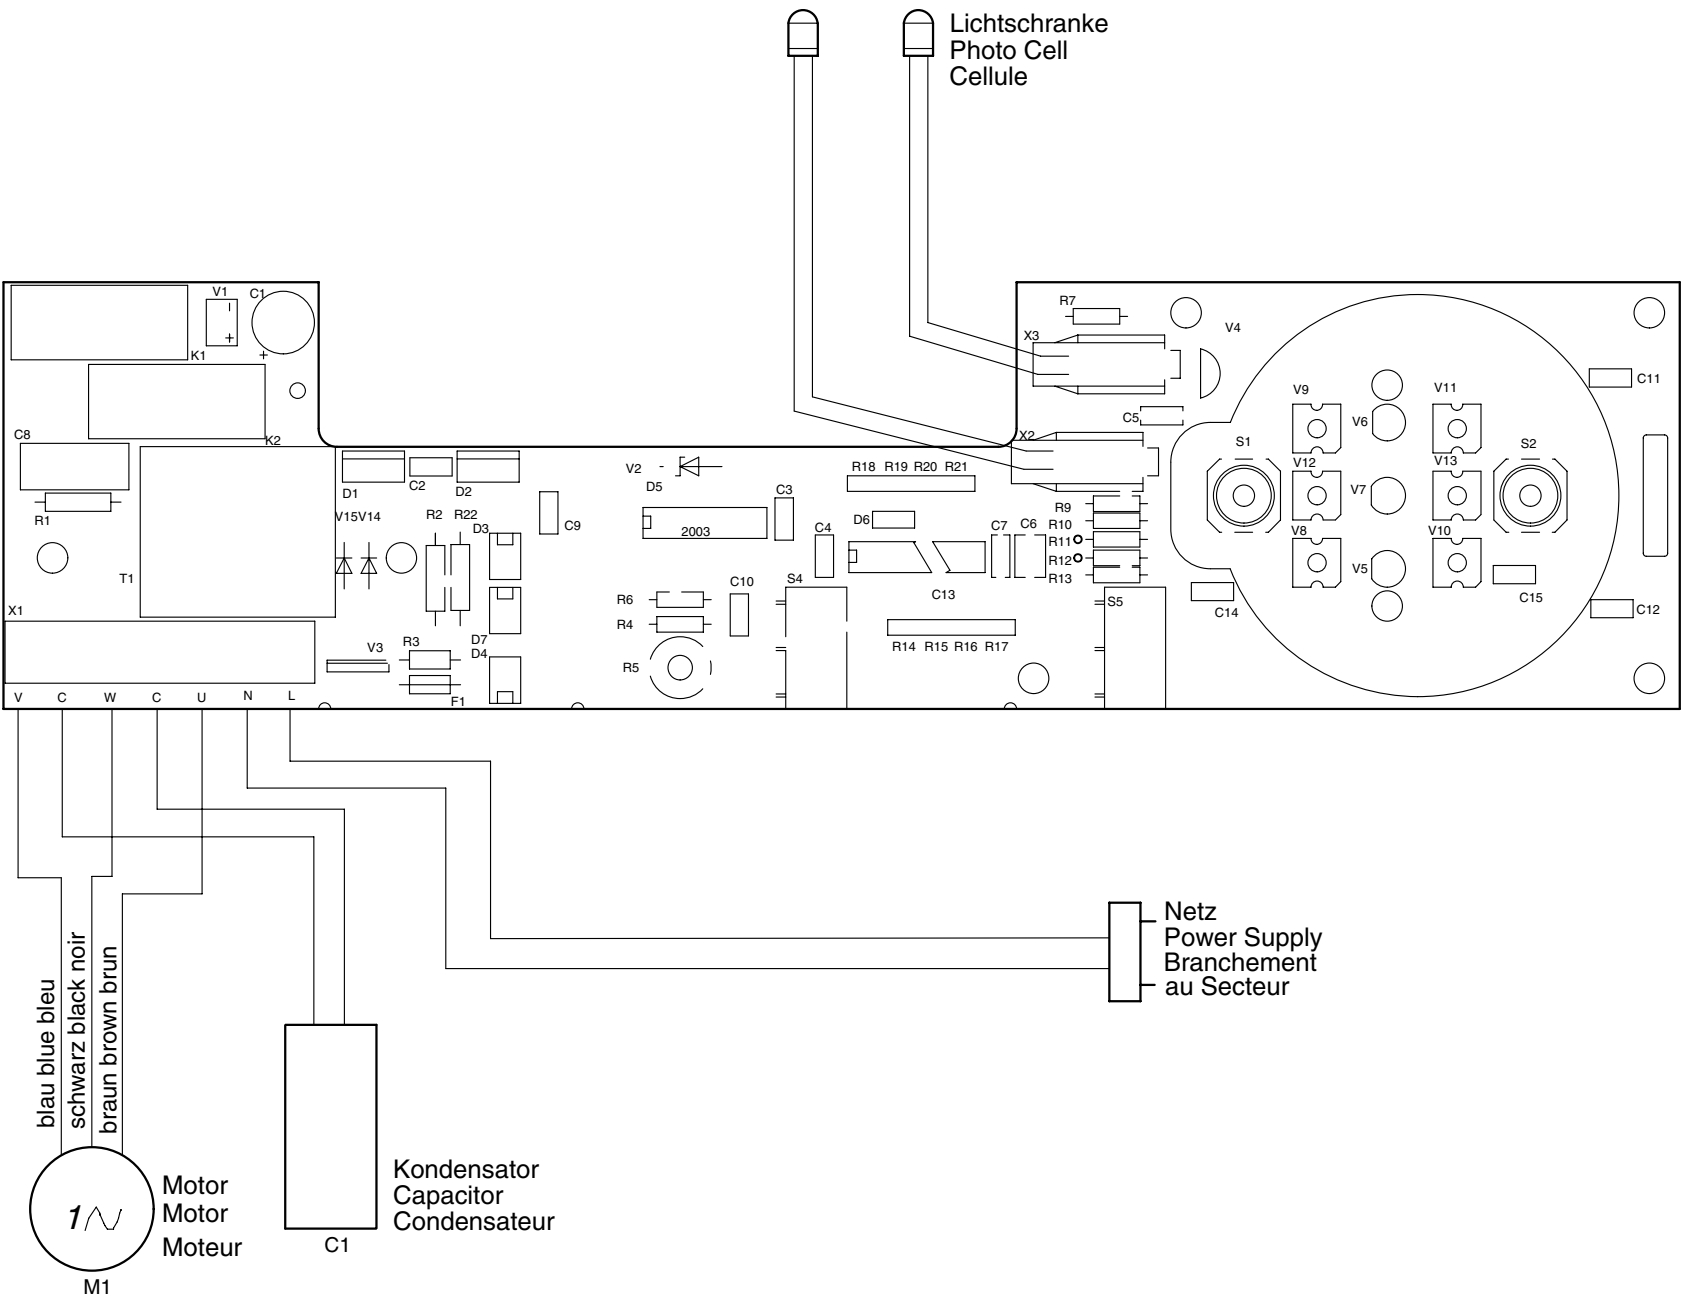 Lichtschranke
Photo Cell
Cellule
V1
C1
K1
K2
C8
R1
T1
X1
V C W C U N L
D1
C2
D2
V15V14
R2 R22
D3
C9
D7
D4
V3
R3
F1
V2
D5
2003
C3
C4
C10
R6
R4
R5
S4
R18 R19 R20 R21
D6
C7 C6
C13
R14 R15 R16 R17
R7
X3
V4
C5
X2
R9
R10
R11
R12
R13
S5
S1
S2
V9
V11
V6
V12
V13
V7
V8
V10
V5
C11
C14
C15
C12
blau blue bleu
schwarz black noir
braun brown brun
1
Motor
Motor
Moteur
M1
Kondensator
Capacitor
Condensateur
C1
Netz
Power Supply
Branchement
au Secteur